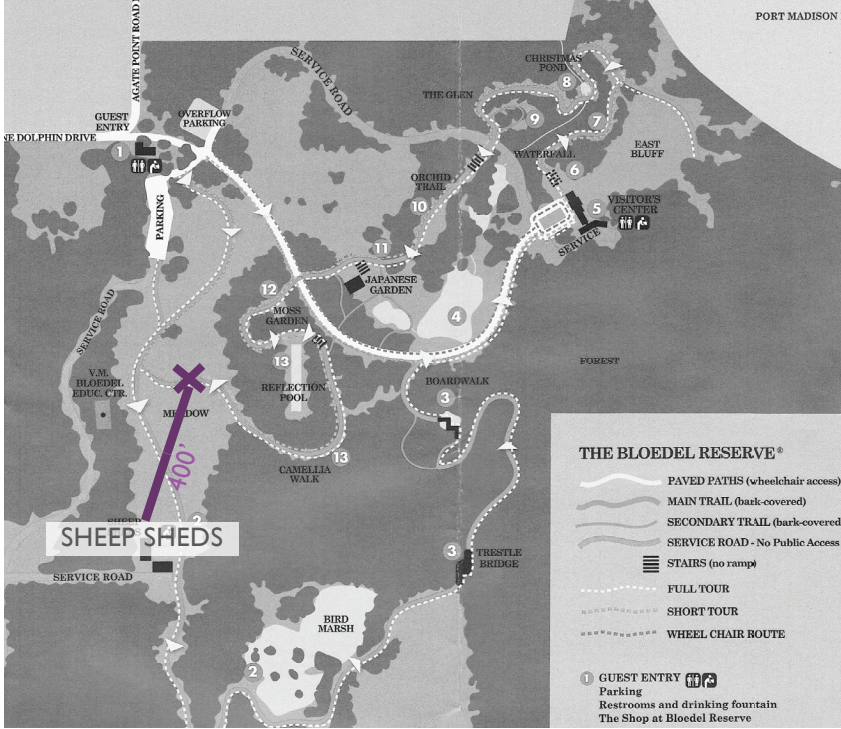 PORT MADISON
AGATE POINT ROAD
SERVICE ROAD
CHRISTMAS
POND
8
THE GLEN
9
7
GUEST
ENTRY
OVERFLOW
PARKING
NE DOLPHIN DRIVE
1
WATERFALL
EAST
BLUFF
6
ORCHID
TRAIL
10
VISITOR'S
CENTER
5
SERVICE
PARKING
11
JAPANESE
GARDEN
12
4
MOSS
GARDEN
SERVICE ROAD
13
FOREST
V.M.
BLOEDEL
EDUC. CTR.
REFLECTION
POOL
BOARDWALK
3
MEADOW
400'
13
CAMELLIA
WALK
2
SHEEP SHEDS
SERVICE ROAD
3
TRESTLE
BRIDGE
BIRD
MARSH
2
THE BLOEDEL RESERVE®
PAVED PATHS (wheelchair access)
MAIN TRAIL (bark-covered)
SECONDARY TRAIL (bark-covered
SERVICE ROAD - No Public Access
STAIRS (no ramp)
FULL TOUR
SHORT TOUR
WHEEL CHAIR ROUTE
1 GUEST ENTRY
Parking
Restrooms and drinking fountain
The Shop at Bloedel Reserve